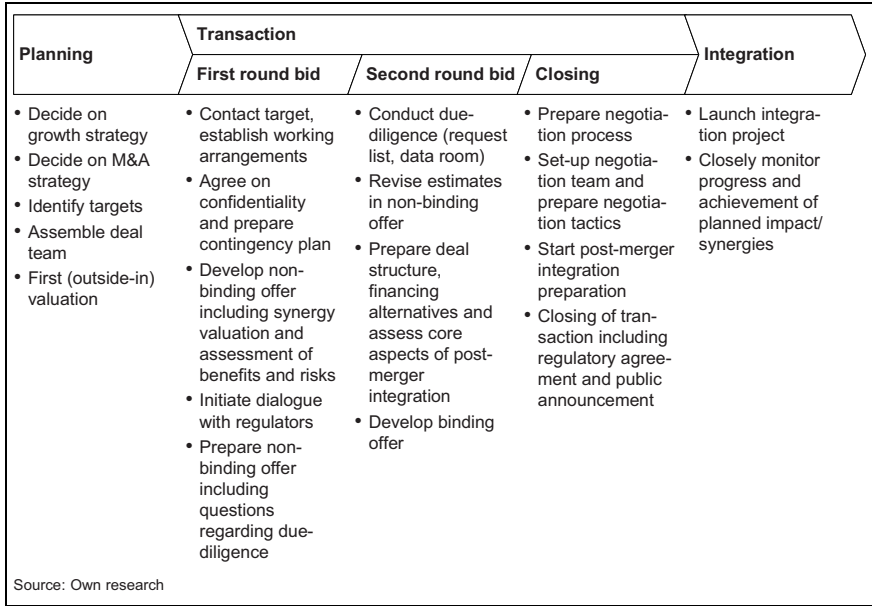 Planning
Transaction
Integration
First round bid
Second round bid
Closing
• Decide on
growth strategy
• Decide on M&A
strategy
• Identify targets
• Assemble deal
team
• First (outside-in)
valuation
• Contact target,
establish working
arrangements
• Agree on
confidentiality
and prepare
contingency plan
• Develop non-
binding offer
including synergy
valuation and
assessment of
benefits and risks
• Initiate dialogue
with regulators
• Prepare non-
binding offer
including
questions
regarding due-
diligence
• Conduct due-
diligence (request
list, data room)
• Revise estimates
in non-binding
offer
• Prepare deal
structure,
financing
alternatives and
assess core
aspects of post-
merger
integration
• Develop binding
offer
• Prepare negotia-
tion process
• Set-up negotia-
tion team and
prepare negotia-
tion tactics
• Start post-merger
integration
preparation
• Closing of tran-
saction including
regulatory agree-
ment and public
announcement
• Launch integra-
tion project
• Closely monitor
progress and
achievement of
planned impact/
synergies
Source: Own research